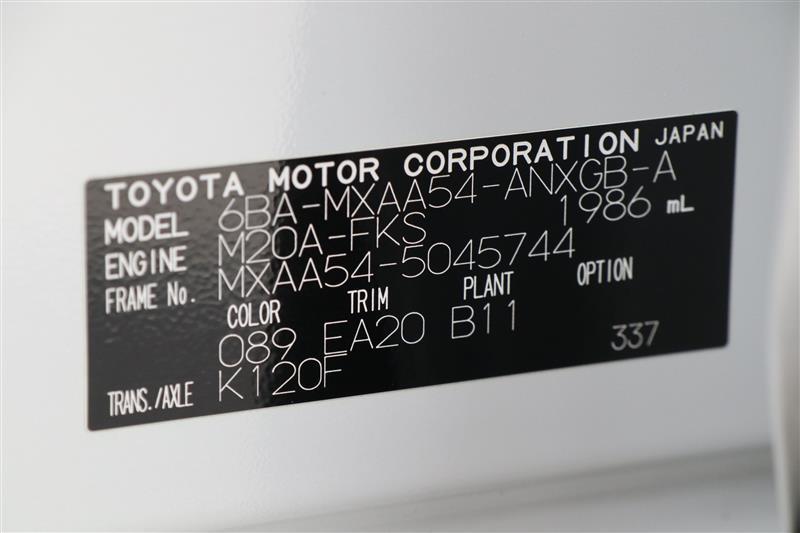 TOYOTA MOTOR CORPORATION JAPAN
MODEL 6BA-MXAA54-ANXGB-A
ENGINE M20A-FKS 1986 mL
FRAME No. MXAA54-5045744
COLOR TRIM PLANT OPTION
089 EA20 B11
TRANS./AXLE K120F 337